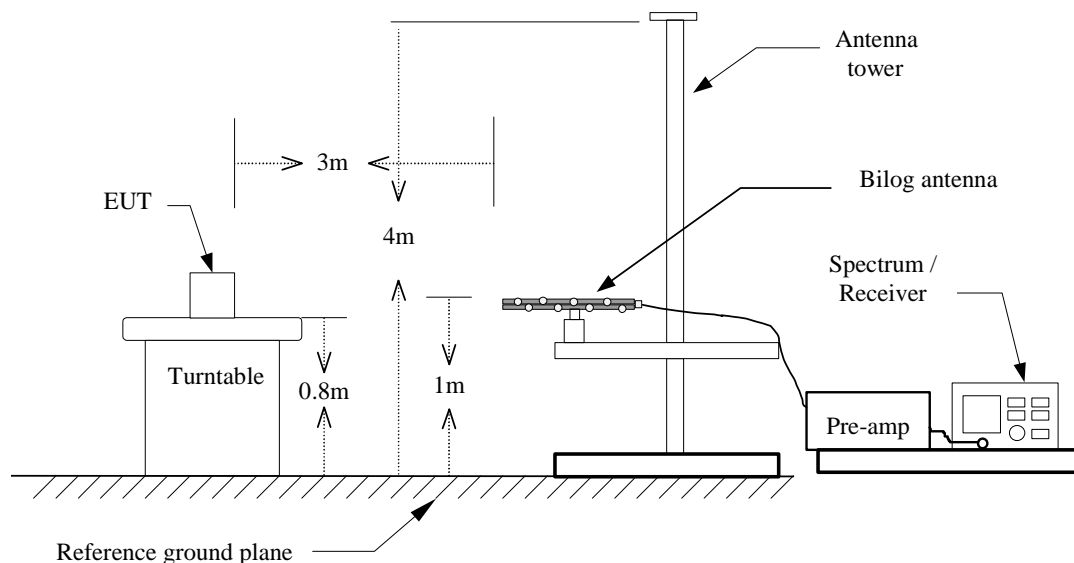 Antenna
tower
3m
Bilog antenna
EUT
4m
Spectrum /
Receiver
Turntable
0.8m
1m
Pre-amp
Reference ground plane